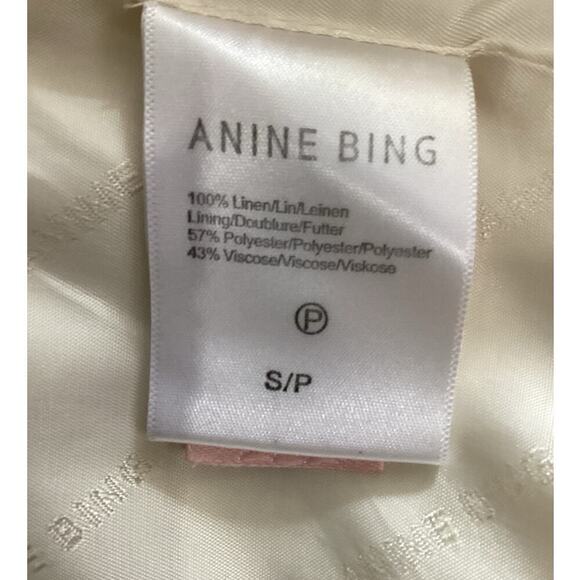 ANINE BING
100% Linen/Lin/Leinen
Lining/Doublure/Futter
57% Polyester/Polyester/Polyester
43% Viscose/Viscose/Viskose
P
S/P